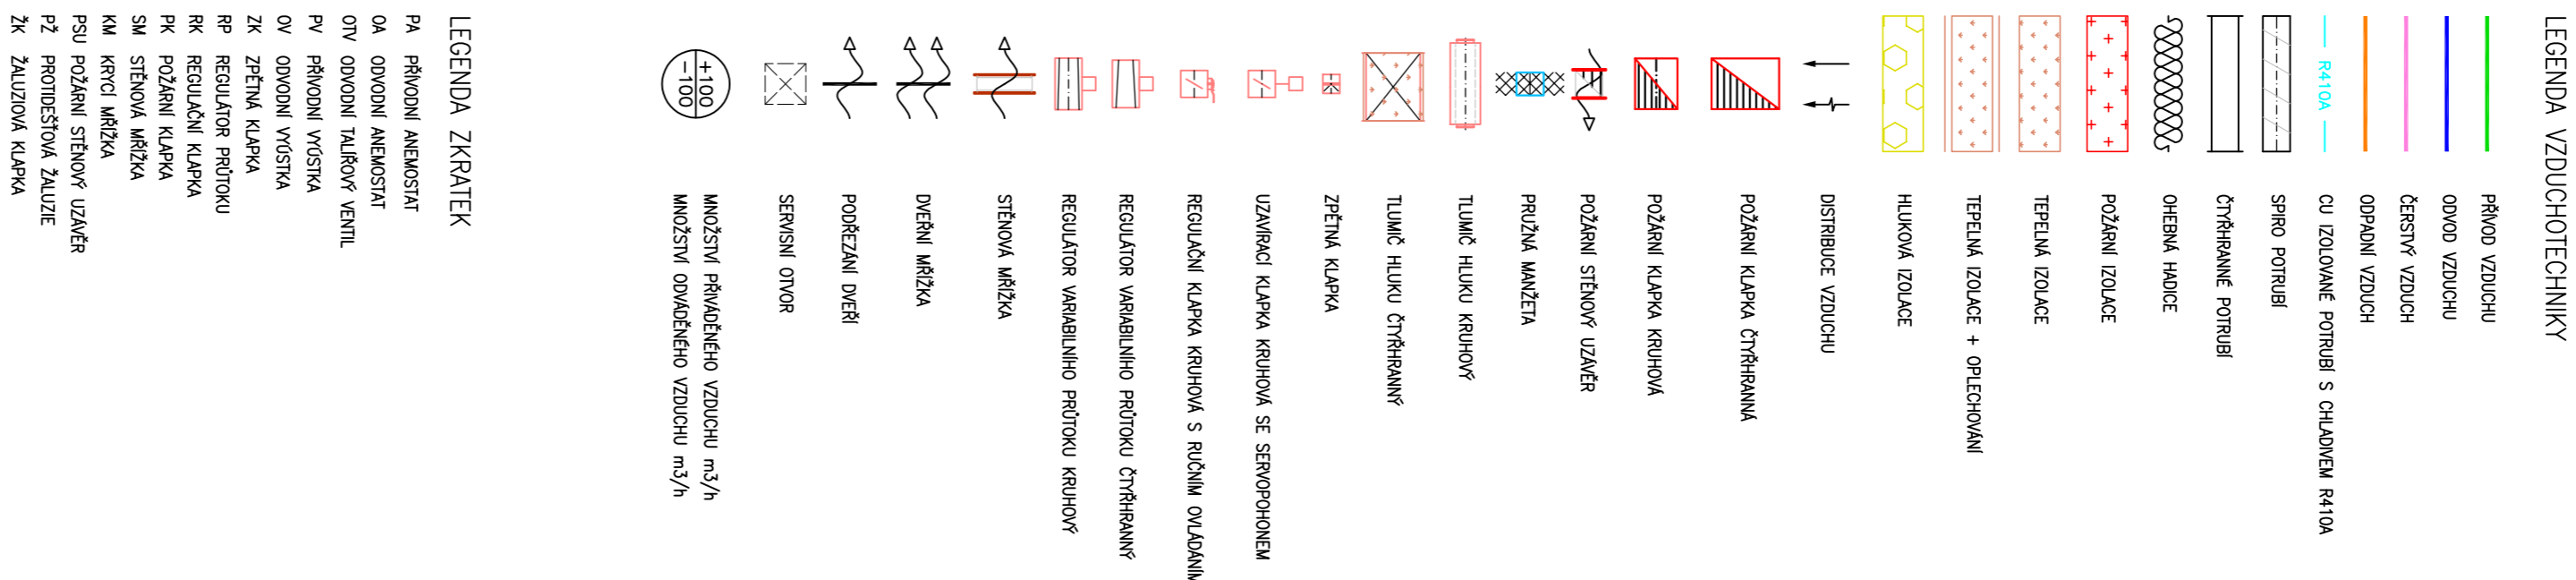 LEGENDA VZDUCHOTECHNIKY
PŘÍVOD VZDUCHU
ODVOD VZDUCHU
ČERSTVÝ VZDUCH
ODPADNÍ VZDUCH
R410A
CU IZOLOVANÉ POTRUBÍ S CHLADIVEM R410A
SPIRO POTRUBÍ
ČTYŘHRANNÉ POTRUBÍ
OHEBNÁ HADICE
POŽÁRNÍ IZOLACE
TEPELNÁ IZOLACE
TEPELNÁ IZOLACE + OPLECHOVÁNÍ
HLUKOVÁ IZOLACE
DISTRIBUCE VZDUCHU
POŽÁRNÍ KLAPKA ČTYŘHRANNÁ
POŽÁRNÍ KLAPKA KRUHOVÁ
POŽÁRNÍ STĚNOVÝ UZÁVĚR
PRUŽNÁ MANŽETA
TLUMIČ HLUKU KRUHOVÝ
TLUMIČ HLUKU ČTYŘHRANNÝ
ZPĚTNÁ KLAPKA
UZAVÍRACÍ KLAPKA KRUHOVÁ SE SERVOPOHONEM
REGULAČNÍ KLAPKA KRUHOVÁ S RUČNÍM OVLÁDÁNÍM
REGULÁTOR VARIABILNÍHO PRŮTOKU ČTYŘHRANNÝ
REGULÁTOR VARIABILNÍHO PRŮTOKU KRUHOVÝ
STĚNOVÁ MŘÍŽKA
DVEŘNÍ MŘÍŽKA
PODŘEZÁNÍ DVEŘÍ
SERVISNÍ OTVOR
+100
-100
MNOŽSTVÍ PŘIVÁDĚNÉHO VZDUCHU m3/h
MNOŽSTVÍ ODVÁDĚNÉHO VZDUCHU m3/h
LEGENDA ZKRATEK
PA PŘÍVODNÍ ANEMOSTAT
OA ODVODNÍ ANEMOSTAT
OTV ODVODNÍ TALÍŘOVÝ VENTIL
PV PŘÍVODNÍ VYÚSTKA
OV ODVODNÍ VYÚSTKA
ZK ZPĚTNÁ KLAPKA
RP REGULÁTOR PRŮTOKU
RK REGULAČNÍ KLAPKA
PK POŽÁRNÍ KLAPKA
SM STĚNOVÁ MŘÍŽKA
KM KRYCÍ MŘÍŽKA
PSU POŽÁRNÍ STĚNOVÝ UZÁVĚR
PŽ PROTIDEŠŤOVÁ ŽALUZIE
ŽK ŽALUZIOVÁ KLAPKA